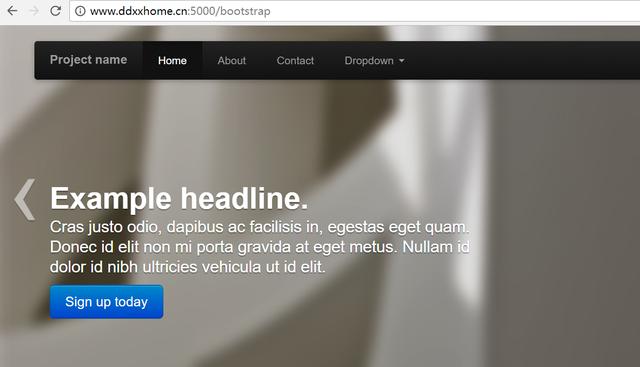 www.ddxxhome.cn:5000/bootstrap
Project name Home About Contact Dropdown
Example headline.
Cras justo odio, dapibus ac facilisis in, egestas eget quam.
Donec id elit non mi porta gravida at eget metus. Nullam id
dolor id nibh ultricies vehicula ut id elit.
Sign up today